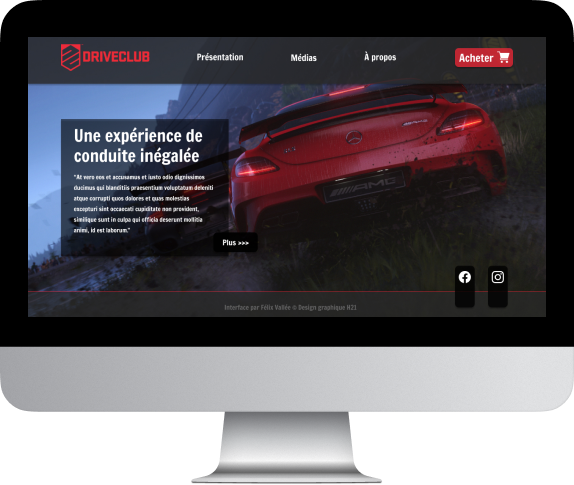 DRIVECLUB
Présentation
Médias
À propos
Acheter
Une expérience de
conduite inégalée
"At vero eos et accusamus et iusto odio dignissimos
ducimus qui blanditiis praesentium voluptatum deleniti
atque corrupti quos dolores et quas molestias
excepturi sint occaecati cupiditate non provident,
similique sunt in culpa qui officia deserunt mollitia
animi, id est laborum."
Plus >>>
AMG
Interface par Félix Vallée © Design graphique H21